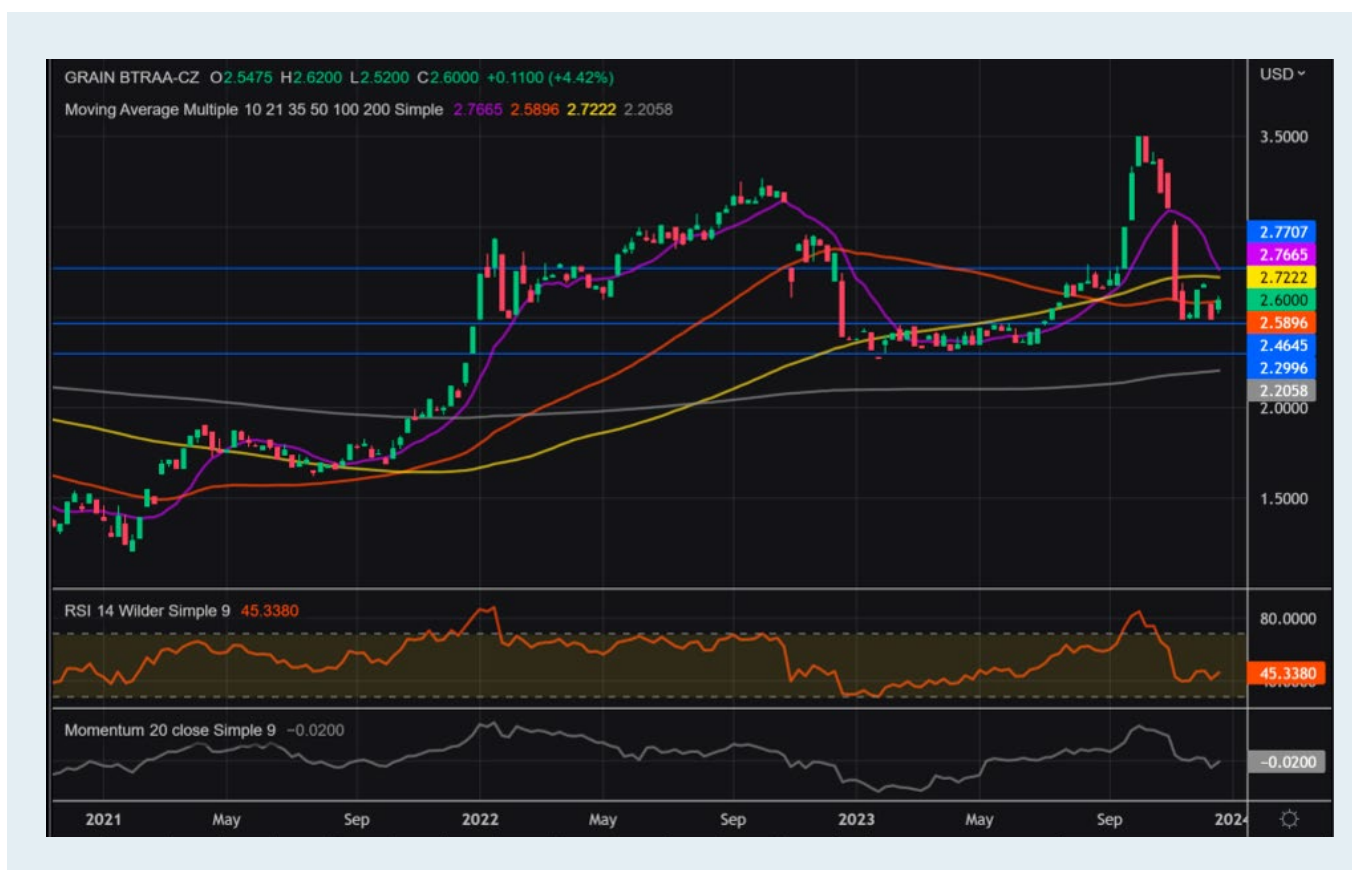 GRAIN BTRAA-CZ O2.5475 H2.6200 L2.5200 C2.6000 +0.1100 (+4.42%)
USD
Moving Average Multiple 10 21 35 50 100 200 Simple 2.7665 2.5896 2.7222 2.2058
3.5000
2.7707
2.7665
2.7222
2.6000
2.5896
2.4645
2.2996
2.2058
2.0000
1.5000
RSI 14 Wilder Simple 9 45.3380
80.0000
45.3380
Momentum 20 close Simple 9 −0.0200
−0.0200
2021 May Sep 2022 May Sep 2023 May Sep 2024